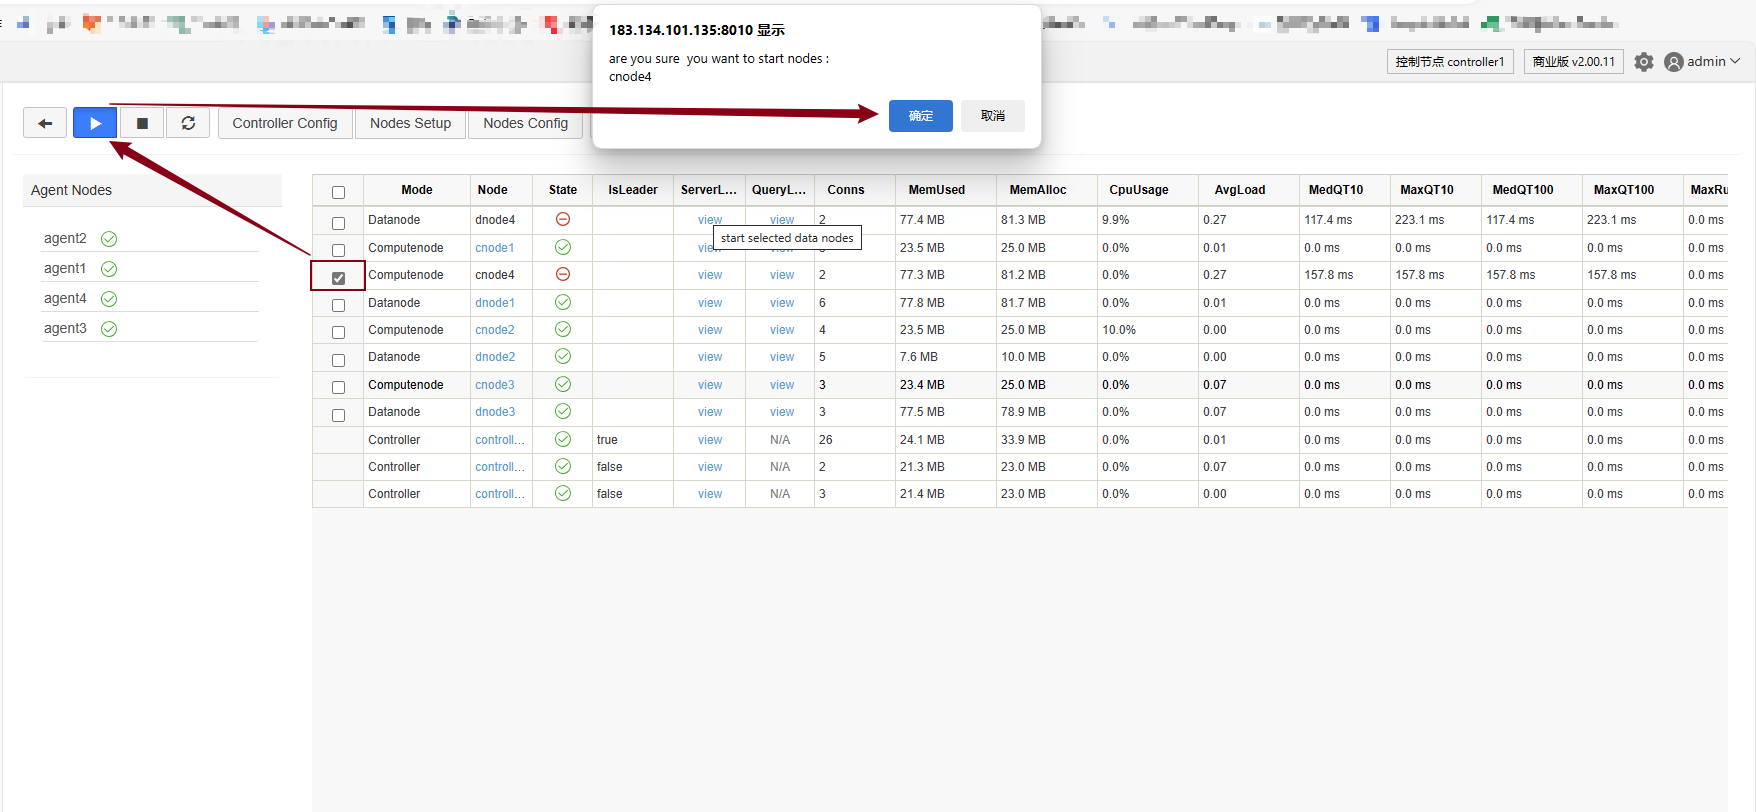 183.134.101.135:8010 显示
are you sure  you want to start nodes :
cnode4
确定 取消
控制节点 controller1 商业版 v2.00.11 admin
Controller Config Nodes Setup Nodes Config
Agent Nodes
agent2
agent1
agent4
agent3
Mode Node State IsLeader ServerL... QueryL... Conns MemUsed MemAlloc CpuUsage AvgLoad MedQT10 MaxQT10 MedQT100 MaxQT100 MaxRu
Datanode dnode4 view view 2 77.4 MB 81.3 MB 9.9% 0.27 117.4 ms 223.1 ms 117.4 ms 223.1 ms 0.0 ms
start selected data nodes
Computenode cnode1 23.5 MB 25.0 MB 0.0% 0.01 0.0 ms 0.0 ms 0.0 ms 0.0 ms 0.0 ms
Computenode cnode4 view view 2 77.3 MB 81.2 MB 0.0% 0.27 157.8 ms 157.8 ms 157.8 ms 157.8 ms 0.0 ms
Datanode dnode1 view view 6 77.8 MB 81.7 MB 0.0% 0.01 0.0 ms 0.0 ms 0.0 ms 0.0 ms 0.0 ms
Computenode cnode2 view view 4 23.5 MB 25.0 MB 10.0% 0.00 0.0 ms 0.0 ms 0.0 ms 0.0 ms 0.0 ms
Datanode dnode2 view view 5 7.6 MB 10.0 MB 0.0% 0.00 0.0 ms 0.0 ms 0.0 ms 0.0 ms 0.0 ms
Computenode cnode3 view view 3 23.4 MB 25.0 MB 0.0% 0.07 0.0 ms 0.0 ms 0.0 ms 0.0 ms 0.0 ms
Datanode dnode3 view view 3 77.5 MB 78.9 MB 0.0% 0.07 0.0 ms 0.0 ms 0.0 ms 0.0 ms 0.0 ms
Controller controll... true view N/A 26 24.1 MB 33.9 MB 0.0% 0.01 0.0 ms 0.0 ms 0.0 ms 0.0 ms 0.0 ms
Controller controll... false view N/A 2 21.3 MB 23.0 MB 0.0% 0.07 0.0 ms 0.0 ms 0.0 ms 0.0 ms 0.0 ms
Controller controll... false view N/A 3 21.4 MB 23.0 MB 0.0% 0.00 0.0 ms 0.0 ms 0.0 ms 0.0 ms 0.0 ms